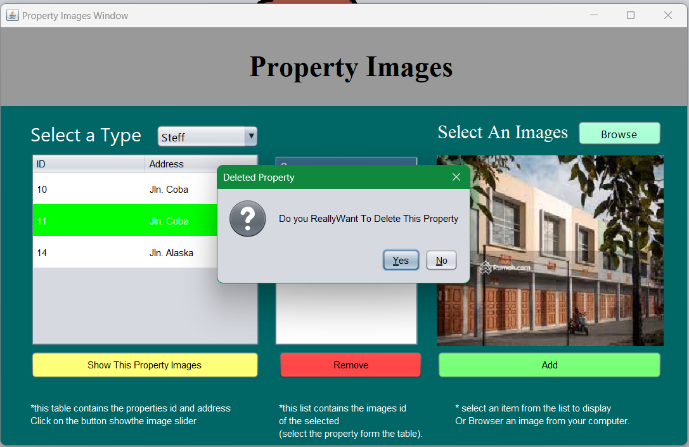 Property Images Window
Property Images
Select a Type
Steff
Select An Images
Browse
ID Address
10 Jln. Coba
11 Jln. Coba
14 Jln. Alaska
Deleted Property
Do you ReallyWant To Delete This Property
Yes
No
Rumah.com
Show This Property Images
Remove
Add
*this table contains the properties id and address
Click on the button showthe image slider
*this list contains the images id
of the selected
(select the property form the table).
* select an item from the list to display
Or Browser an image from your computer.